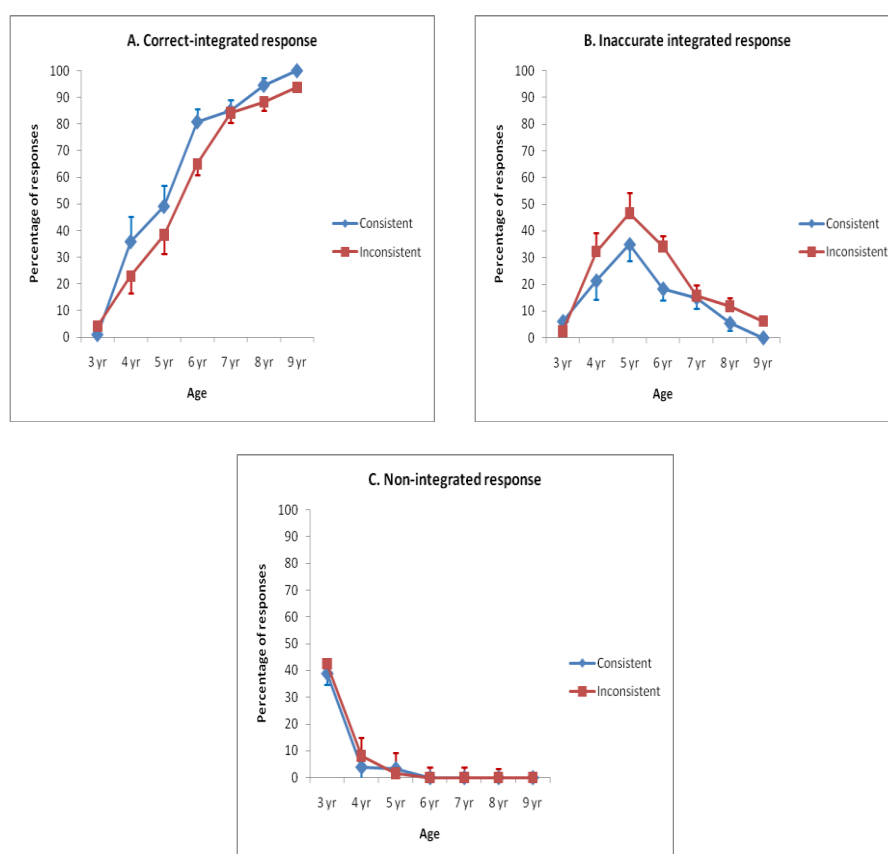 A. Correct-integrated response
100
90
80
70
60
50
40
30
20
10
0
Percentage of responses
3 yr 4 yr 5 yr 6 yr 7 yr 8 yr 9 yr
Age
Consistent
Inconsistent
B. Inaccurate integrated response
100
90
80
70
60
50
40
30
20
10
0
Percentage of responses
3 yr 4 yr 5 yr 6 yr 7 yr 8 yr 9 yr
Age
Consistent
Inconsistent
C. Non-integrated response
100
90
80
70
60
50
40
30
20
10
0
Percentage of responses
3 yr 4 yr 5 yr 6 yr 7 yr 8 yr 9 yr
Age
Consistent
Inconsistent